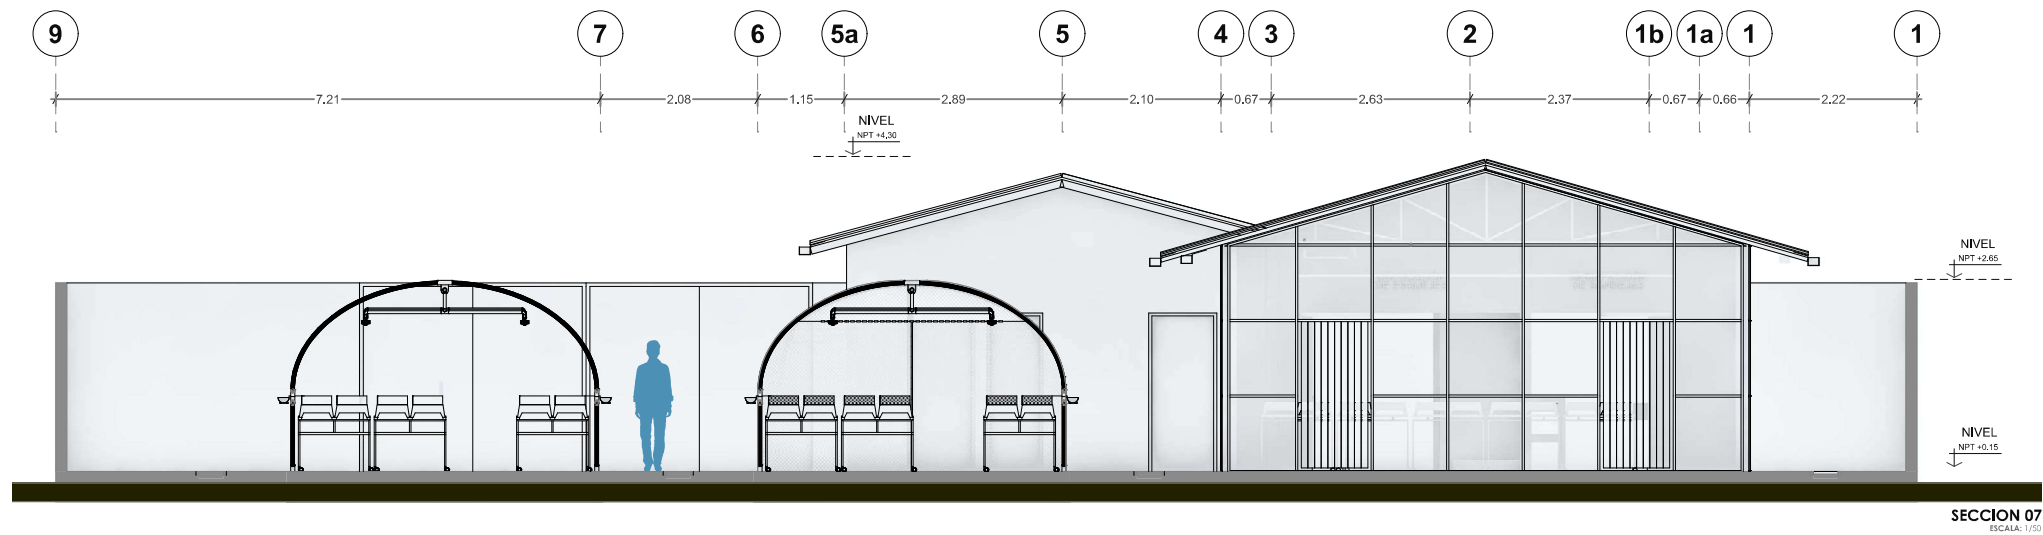 9 7 6 5a 5 4 3 2 1b 1a 1 1
7.21 2.08 1.15 2.89 2.10 0.67 2.63 2.37 0.67 0.66 2.22
NIVEL
NPT +4,30
NIVEL
NPT +2.65
NIVEL
NPT +0.15
SECCION 07
ESCALA: 1/50